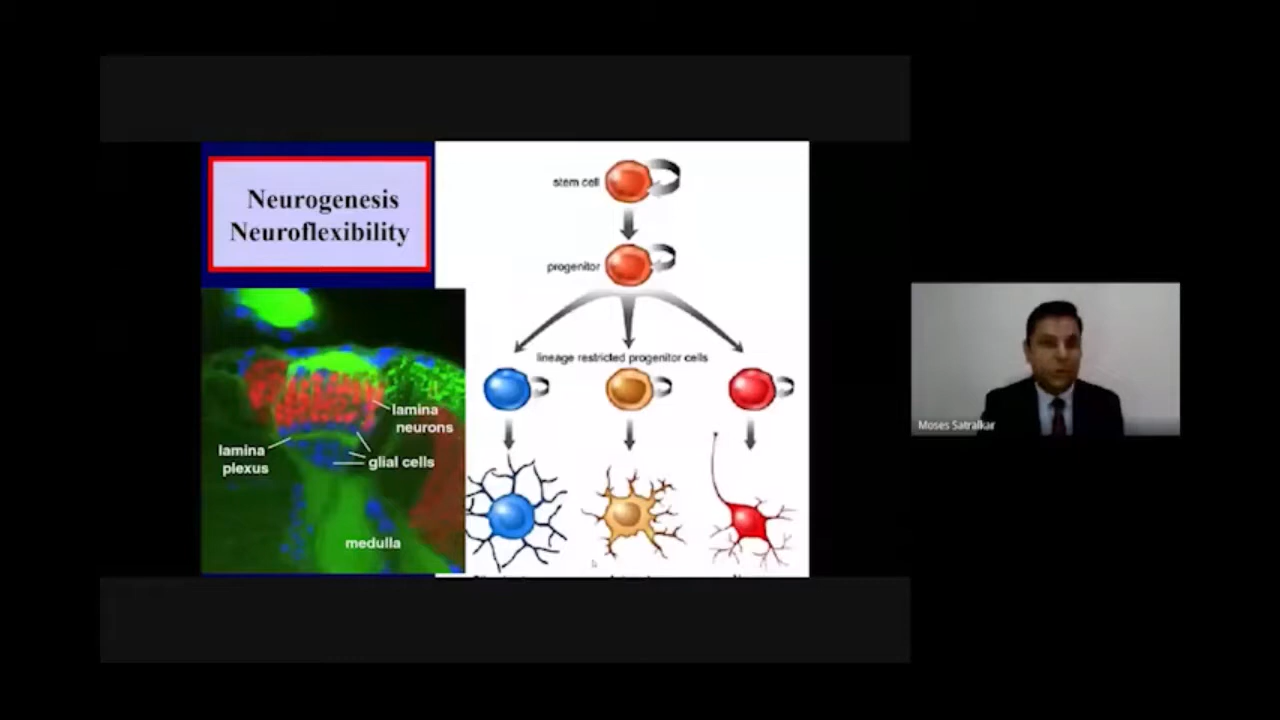 Neurogenesis
Neuroflexibility
stem cell
progenitor
lineage restricted progenitor cells
lamina
neurons
lamina
plexus
glial cells
medulla
Moses Satralkar